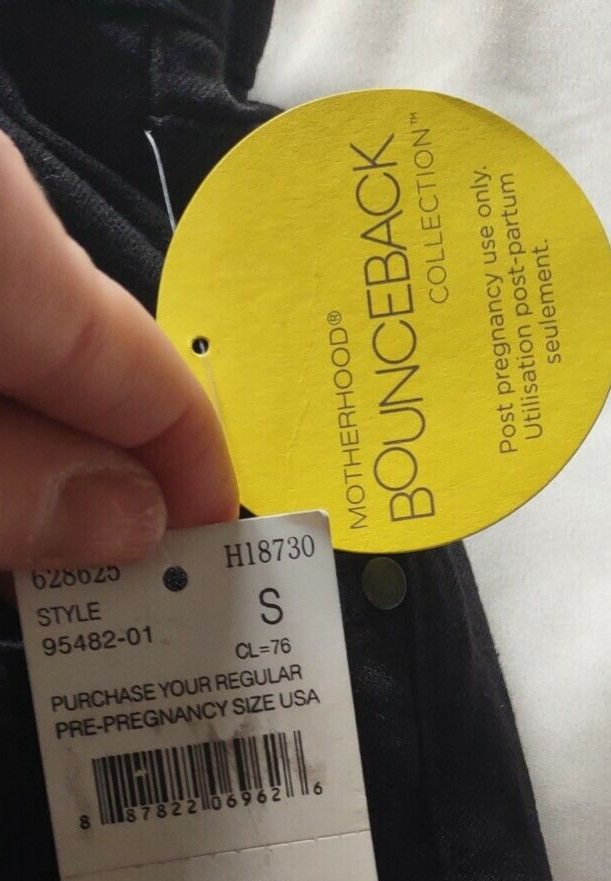 MOTHERHOOD®
BOUNCEBACK
COLLECTION™
Post pregnancy use only.
Utilisation post-partum
seulement.
628625
H18730
STYLE
95482-01
S
CL=76
PURCHASE YOUR REGULAR
PRE-PREGNANCY SIZE USA
8 87822 06962 6